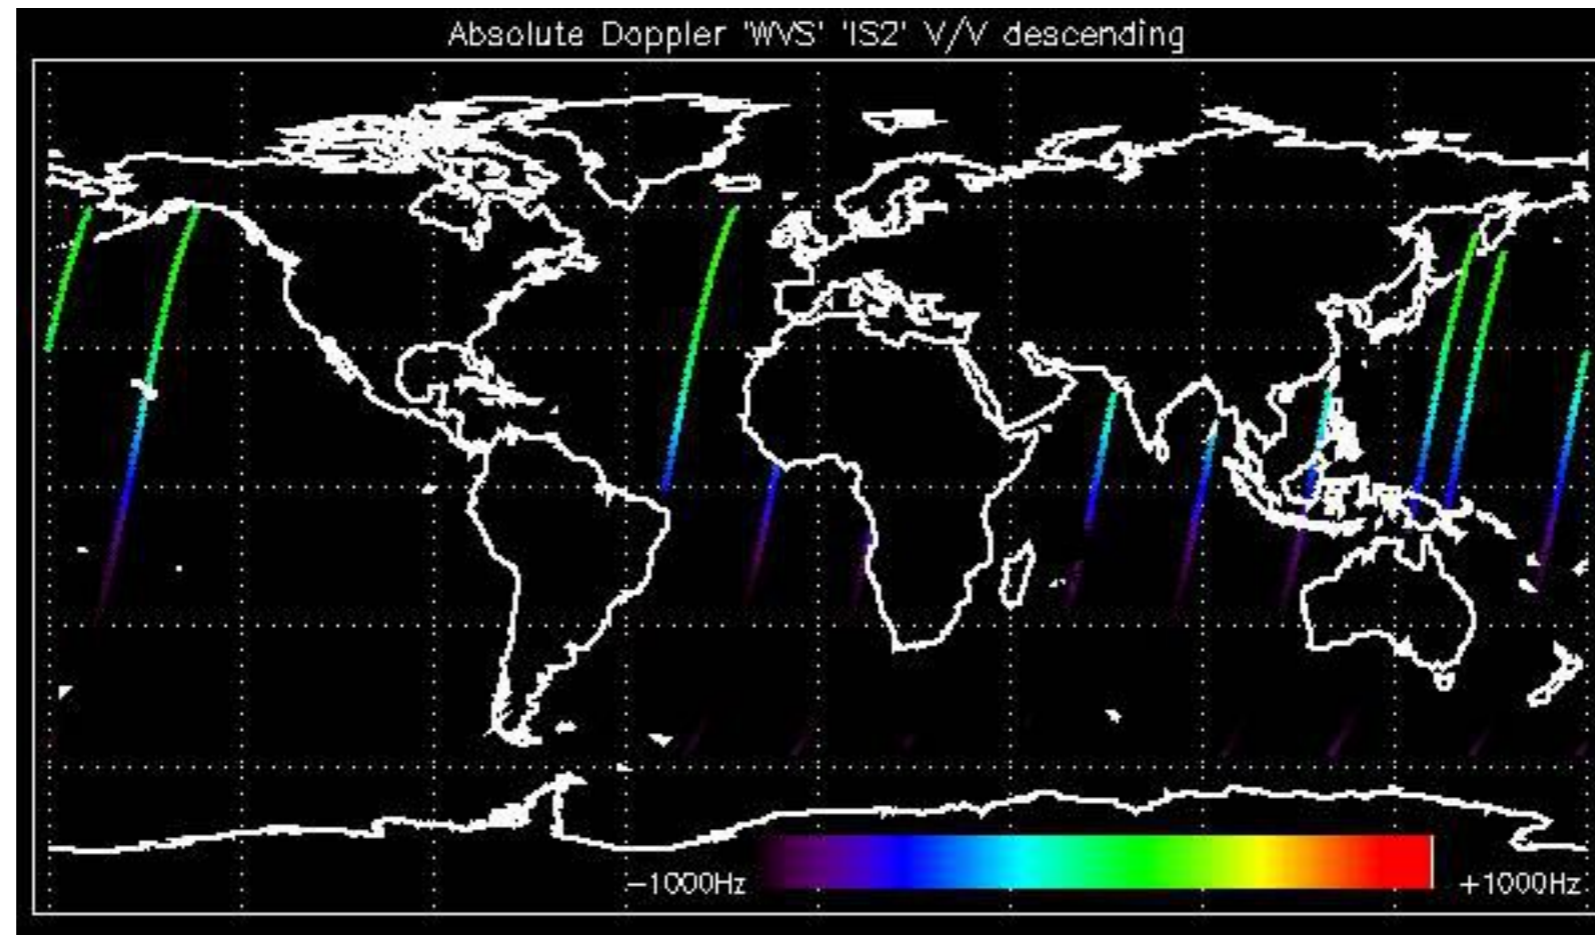 Absolute Doppler 'WVS' 'IS2' V/V descending
−1000Hz
+1000Hz